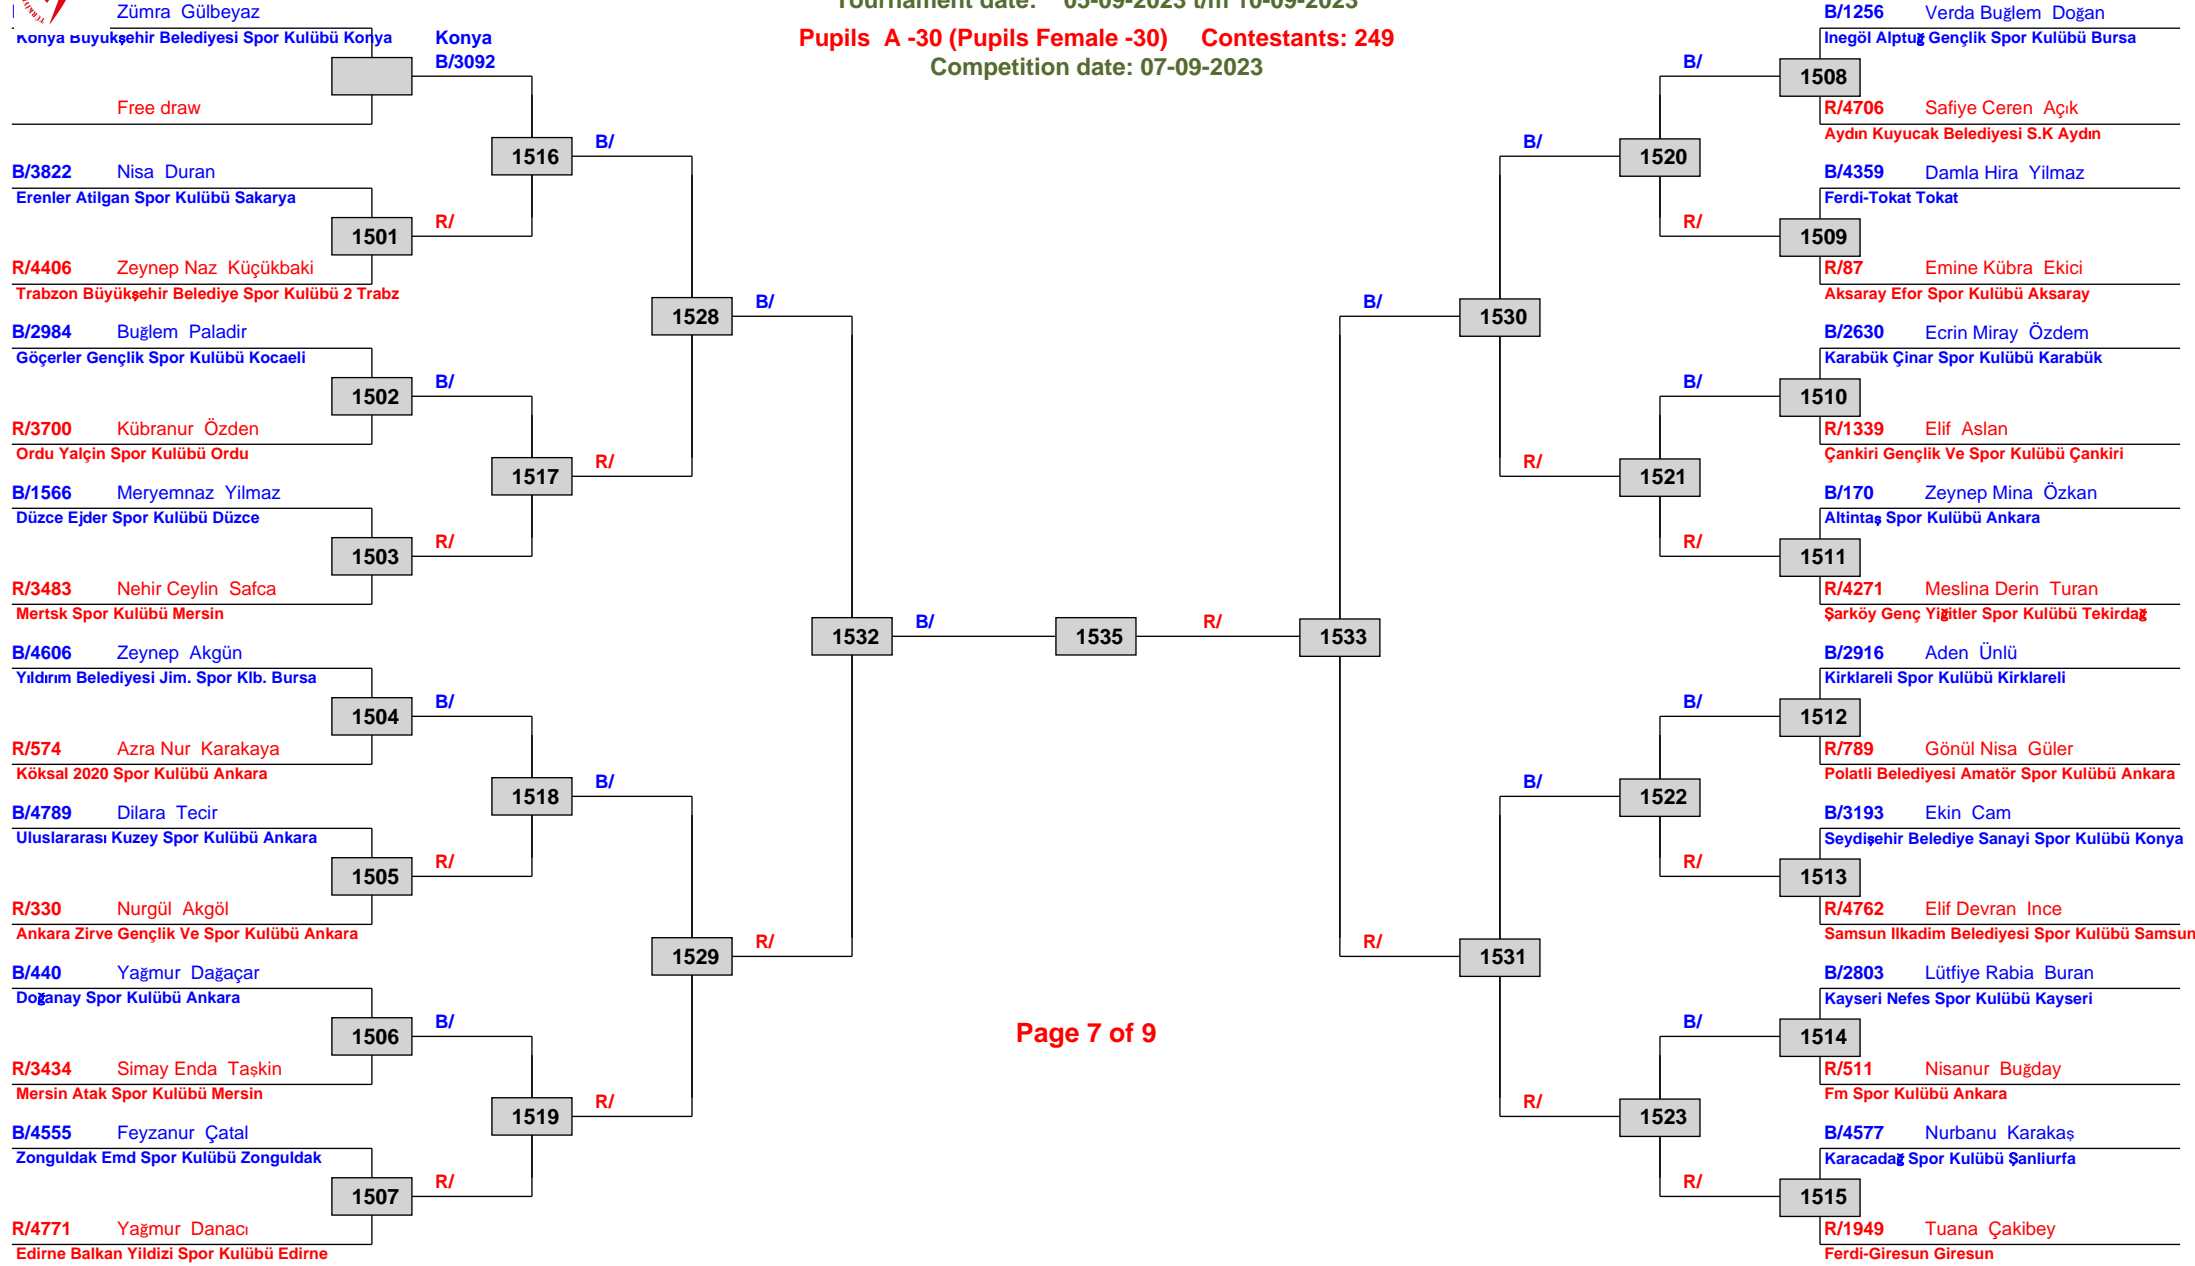 Tournament date: 05-09-2023 t/m 10-09-2023
Pupils A -30 (Pupils Female -30) Contestants: 249
Competition date: 07-09-2023
Zümra Gülbeyaz
Konya Büyükşehir Belediyesi Spor Kulübü Konya
Konya
B/3092
Free draw
1516
B/
B/3822 Nisa Duran
Erenler Atilgan Spor Kulübü Sakarya
1501
R/
R/4406 Zeynep Naz Küçükbaki
Trabzon Büyükşehir Belediye Spor Kulübü 2 Trabz
1528
B/
B/2984 Buğlem Paladir
Göçerler Gençlik Spor Kulübü Kocaeli
1502
B/
R/3700 Kübranur Özden
Ordu Yalçin Spor Kulübü Ordu
1517
R/
B/1566 Meryemnaz Yilmaz
Düzce Ejder Spor Kulübü Düzce
1503
R/
R/3483 Nehir Ceylin Safca
Mertsk Spor Kulübü Mersin
1532
B/
1535
R/
1533
B/4606 Zeynep Akgün
Yıldırım Belediyesi Jim. Spor Klb. Bursa
1504
B/
R/574 Azra Nur Karakaya
Köksal 2020 Spor Kulübü Ankara
1518
B/
B/4789 Dilara Tecir
Uluslararası Kuzey Spor Kulübü Ankara
1505
R/
R/330 Nurgül Akgöl
Ankara Zirve Gençlik Ve Spor Kulübü Ankara
1529
R/
B/440 Yağmur Dağaçar
Doğanay Spor Kulübü Ankara
1506
B/
R/3434 Simay Enda Taşkin
Mersin Atak Spor Kulübü Mersin
1519
R/
B/4555 Feyzanur Çatal
Zonguldak Emd Spor Kulübü Zonguldak
1507
R/
R/4771 Yağmur Danacı
Edirne Balkan Yildizi Spor Kulübü Edirne
Page 7 of 9
B/1256 Verda Buğlem Doğan
Inegöl Alptuğ Gençlik Spor Kulübü Bursa
B/
1508
R/4706 Safiye Ceren Açık
Aydın Kuyucak Belediyesi S.K Aydın
B/
1520
B/4359 Damla Hira Yilmaz
Ferdi-Tokat Tokat
R/
1509
R/87 Emine Kübra Ekici
Aksaray Efor Spor Kulübü Aksaray
B/
1530
B/2630 Ecrin Miray Özdem
Karabük Çinar Spor Kulübü Karabük
B/
1510
R/1339 Elif Aslan
Çankiri Gençlik Ve Spor Kulübü Çankiri
R/
1521
B/170 Zeynep Mina Özkan
Altintaş Spor Kulübü Ankara
R/
1511
R/4271 Meslina Derin Turan
Şarköy Genç Yiğitler Spor Kulübü Tekirdağ
B/2916 Aden Ünlü
Kirklareli Spor Kulübü Kirklareli
B/
1512
R/789 Gönül Nisa Güler
Polatli Belediyesi Amatör Spor Kulübü Ankara
B/
1522
B/3193 Ekin Cam
Seydişehir Belediye Sanayi Spor Kulübü Konya
R/
1513
R/4762 Elif Devran Ince
Samsun Ilkadim Belediyesi Spor Kulübü Samsun
R/
1531
B/2803 Lütfiye Rabia Buran
Kayseri Nefes Spor Kulübü Kayseri
B/
1514
R/511 Nisanur Buğday
Fm Spor Kulübü Ankara
R/
1523
B/4577 Nurbanu Karakaş
Karacadağ Spor Kulübü Şanliurfa
R/
1515
R/1949 Tuana Çakibey
Ferdi-Giresun Giresun